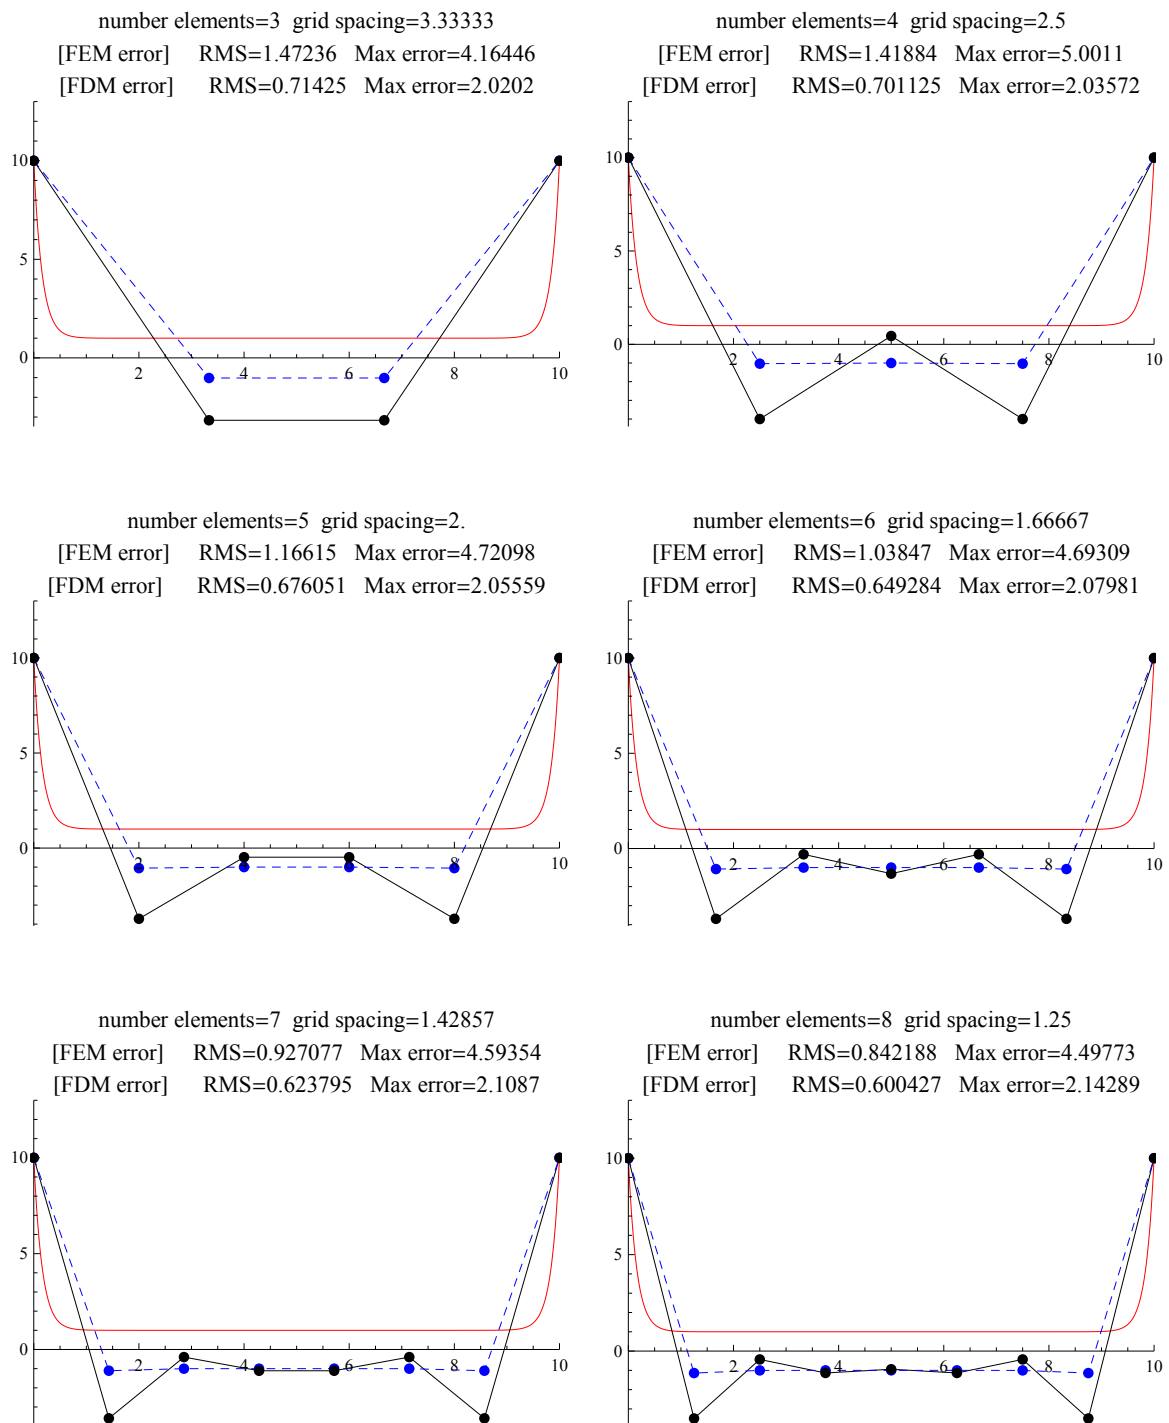 number elements=3 grid spacing=3.33333
[FEM error] RMS=1.47236 Max error=4.16446
[FDM error] RMS=0.71425 Max error=2.0202
10
5
0
2 4 6 8 10
number elements=4 grid spacing=2.5
[FEM error] RMS=1.41884 Max error=5.0011
[FDM error] RMS=0.701125 Max error=2.03572
10
5
0
2 4 6 8 10
number elements=5 grid spacing=2.
[FEM error] RMS=1.16615 Max error=4.72098
[FDM error] RMS=0.676051 Max error=2.05559
10
5
0
2 4 6 8 10
number elements=6 grid spacing=1.66667
[FEM error] RMS=1.03847 Max error=4.69309
[FDM error] RMS=0.649284 Max error=2.07981
10
5
0
2 4 6 8 10
number elements=7 grid spacing=1.42857
[FEM error] RMS=0.927077 Max error=4.59354
[FDM error] RMS=0.623795 Max error=2.1087
10
5
0
2 4 6 8 10
number elements=8 grid spacing=1.25
[FEM error] RMS=0.842188 Max error=4.49773
[FDM error] RMS=0.600427 Max error=2.14289
10
5
0
2 4 6 8 10